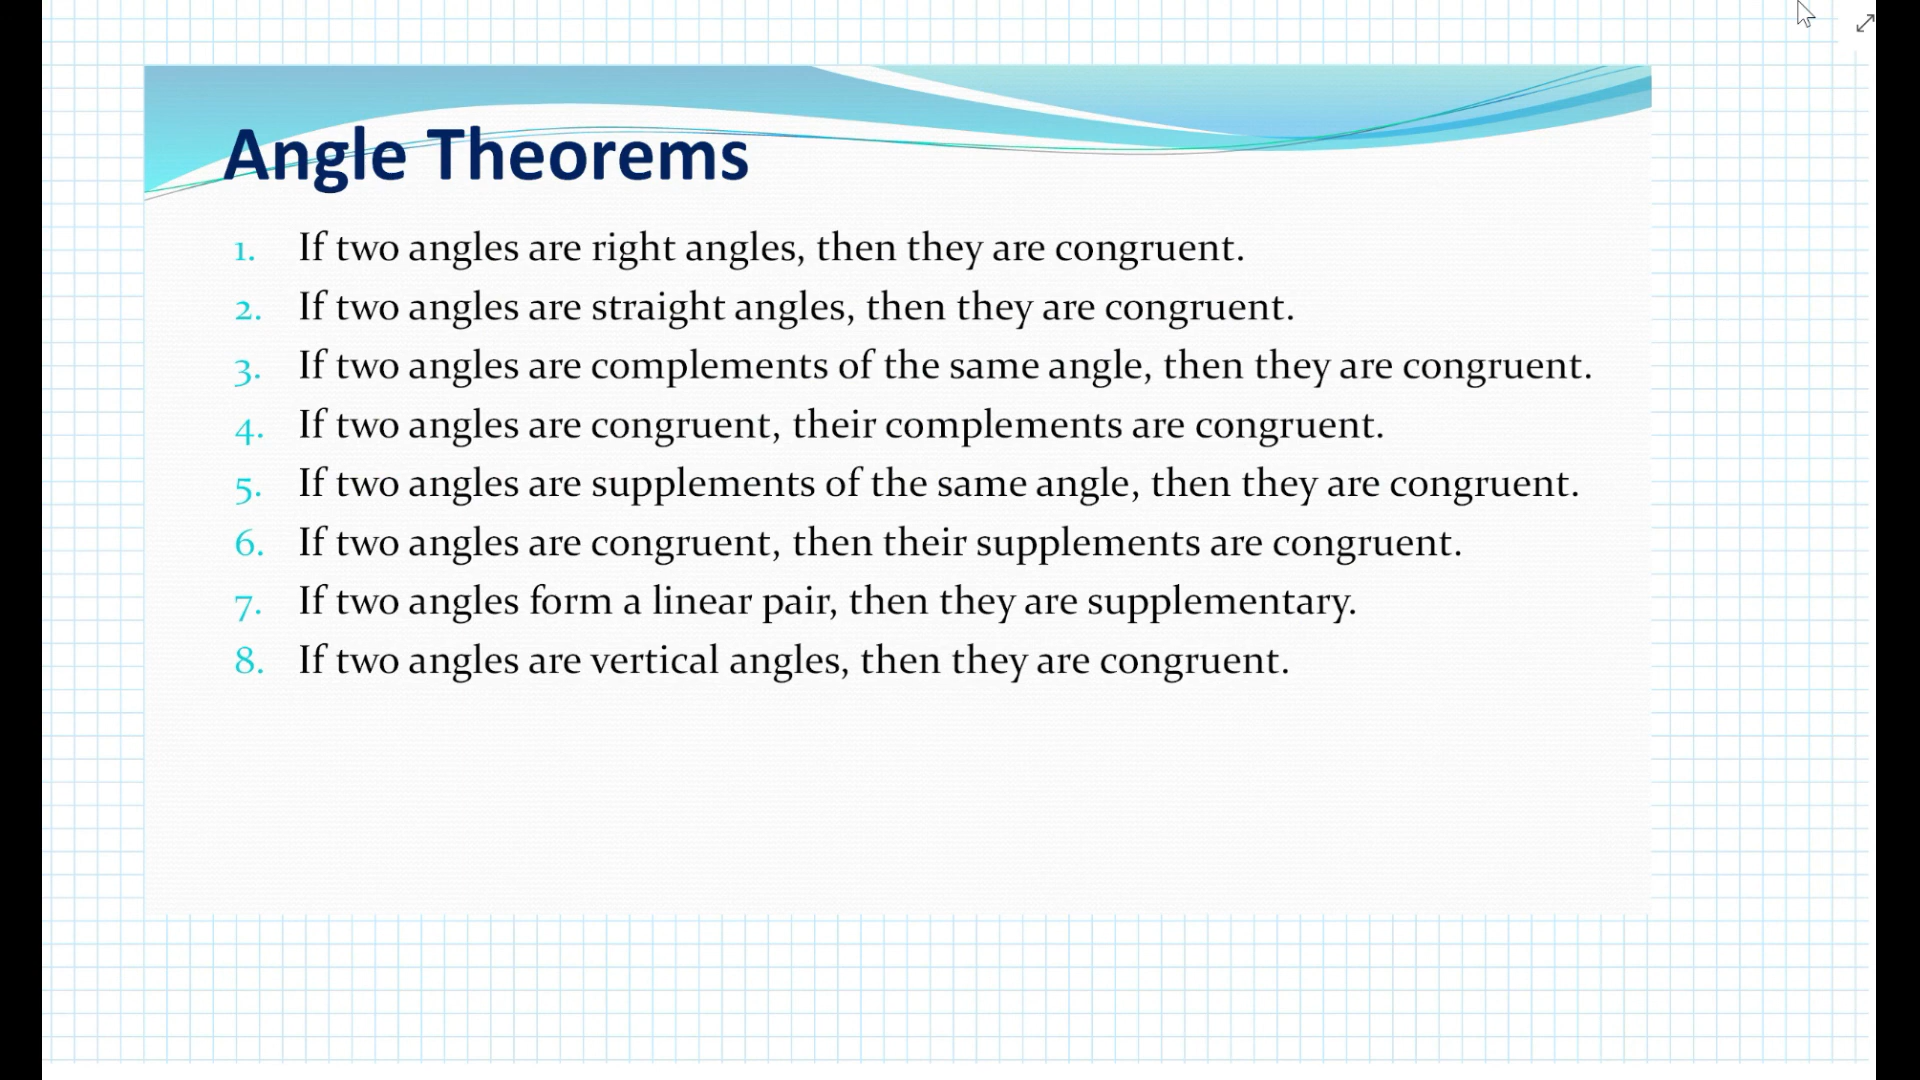 Angle Theorems
1. If two angles are right angles, then they are congruent.
2. If two angles are straight angles, then they are congruent.
3. If two angles are complements of the same angle, then they are congruent.
4. If two angles are congruent, their complements are congruent.
5. If two angles are supplements of the same angle, then they are congruent.
6. If two angles are congruent, then their supplements are congruent.
7. If two angles form a linear pair, then they are supplementary.
8. If two angles are vertical angles, then they are congruent.